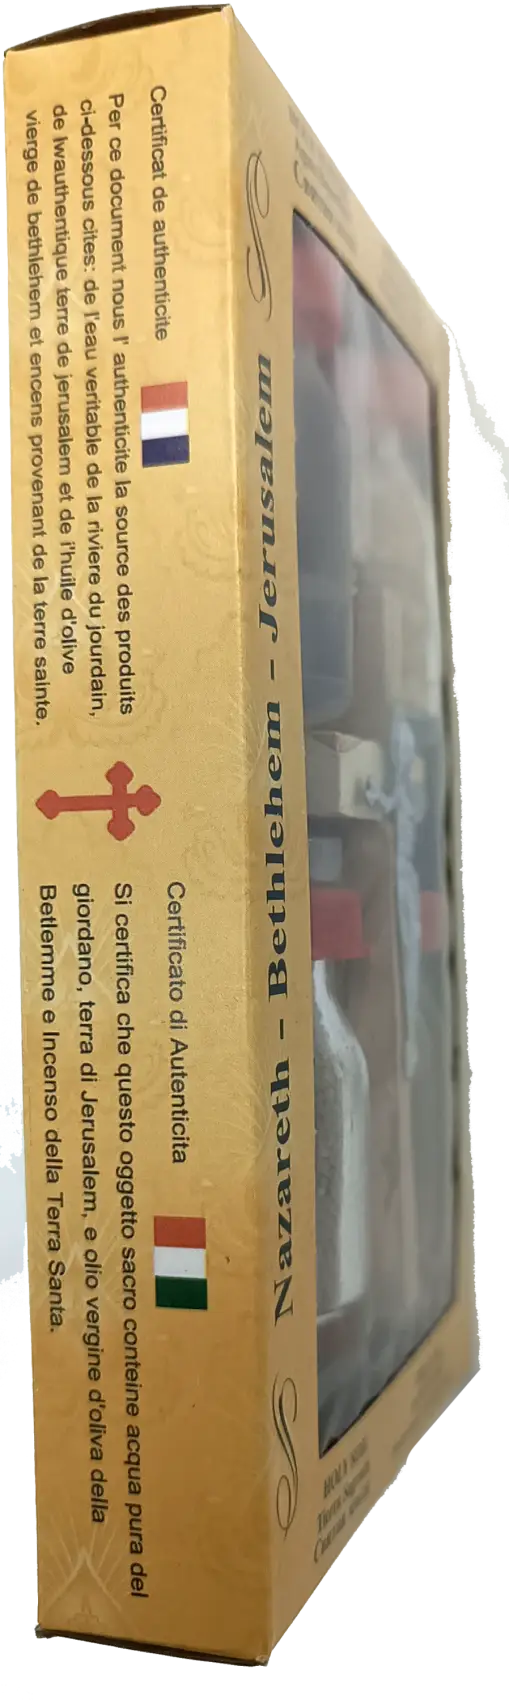 Certificat de authenticite
Per ce document nous l' authenticite la source des produits
ci-dessous cites: de l'eau veritable de la riviere du jourdain,
de lwauthentique terre de jerusalem et de i'huile d'olive
vierge de bethlehem et encens provenant de la terre sainte.
Certificato di Autenticita
Si certifica che questo oggetto sacro conteine acqua pura del
giordano, terra di Jerusalem, e olio vergine d'oliva della
Betlemme e Incenso della Terra Santa.
Nazareth - Bethlehem - Jerusalem